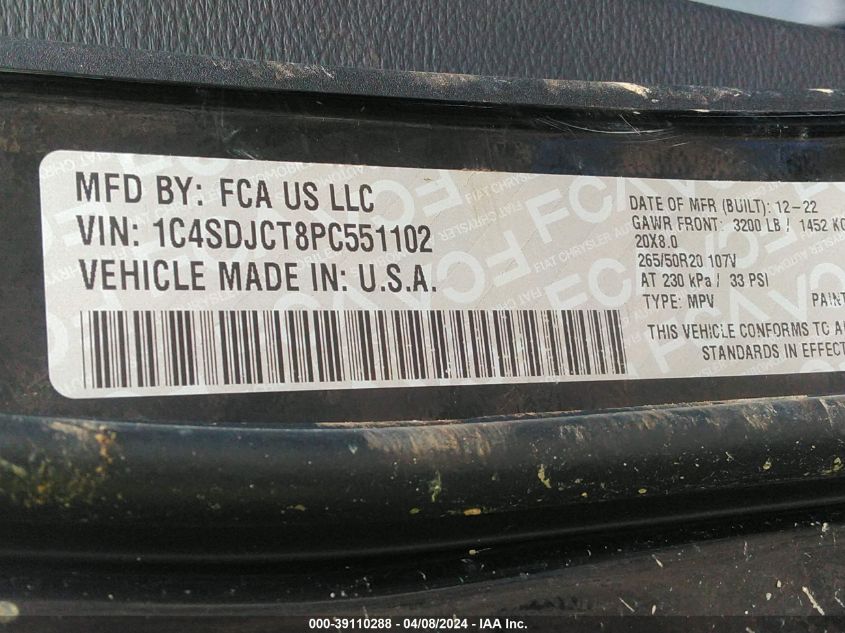 MFD BY: FCA US LLC
VIN: 1C4SDJCT8PC551102
VEHICLE MADE IN: U.S.A.
DATE OF MFR (BUILT): 12-22
GAWR FRONT: 3200 LB / 1452 K
20X8.0
265/50R20 107V
AT 230 kPa / 33 PSI
TYPE: MPV PAINT
THIS VEHICLE CONFORMS TO A
STANDARDS IN EFFECT
000-39110288 - 04/08/2024 - IAA Inc.